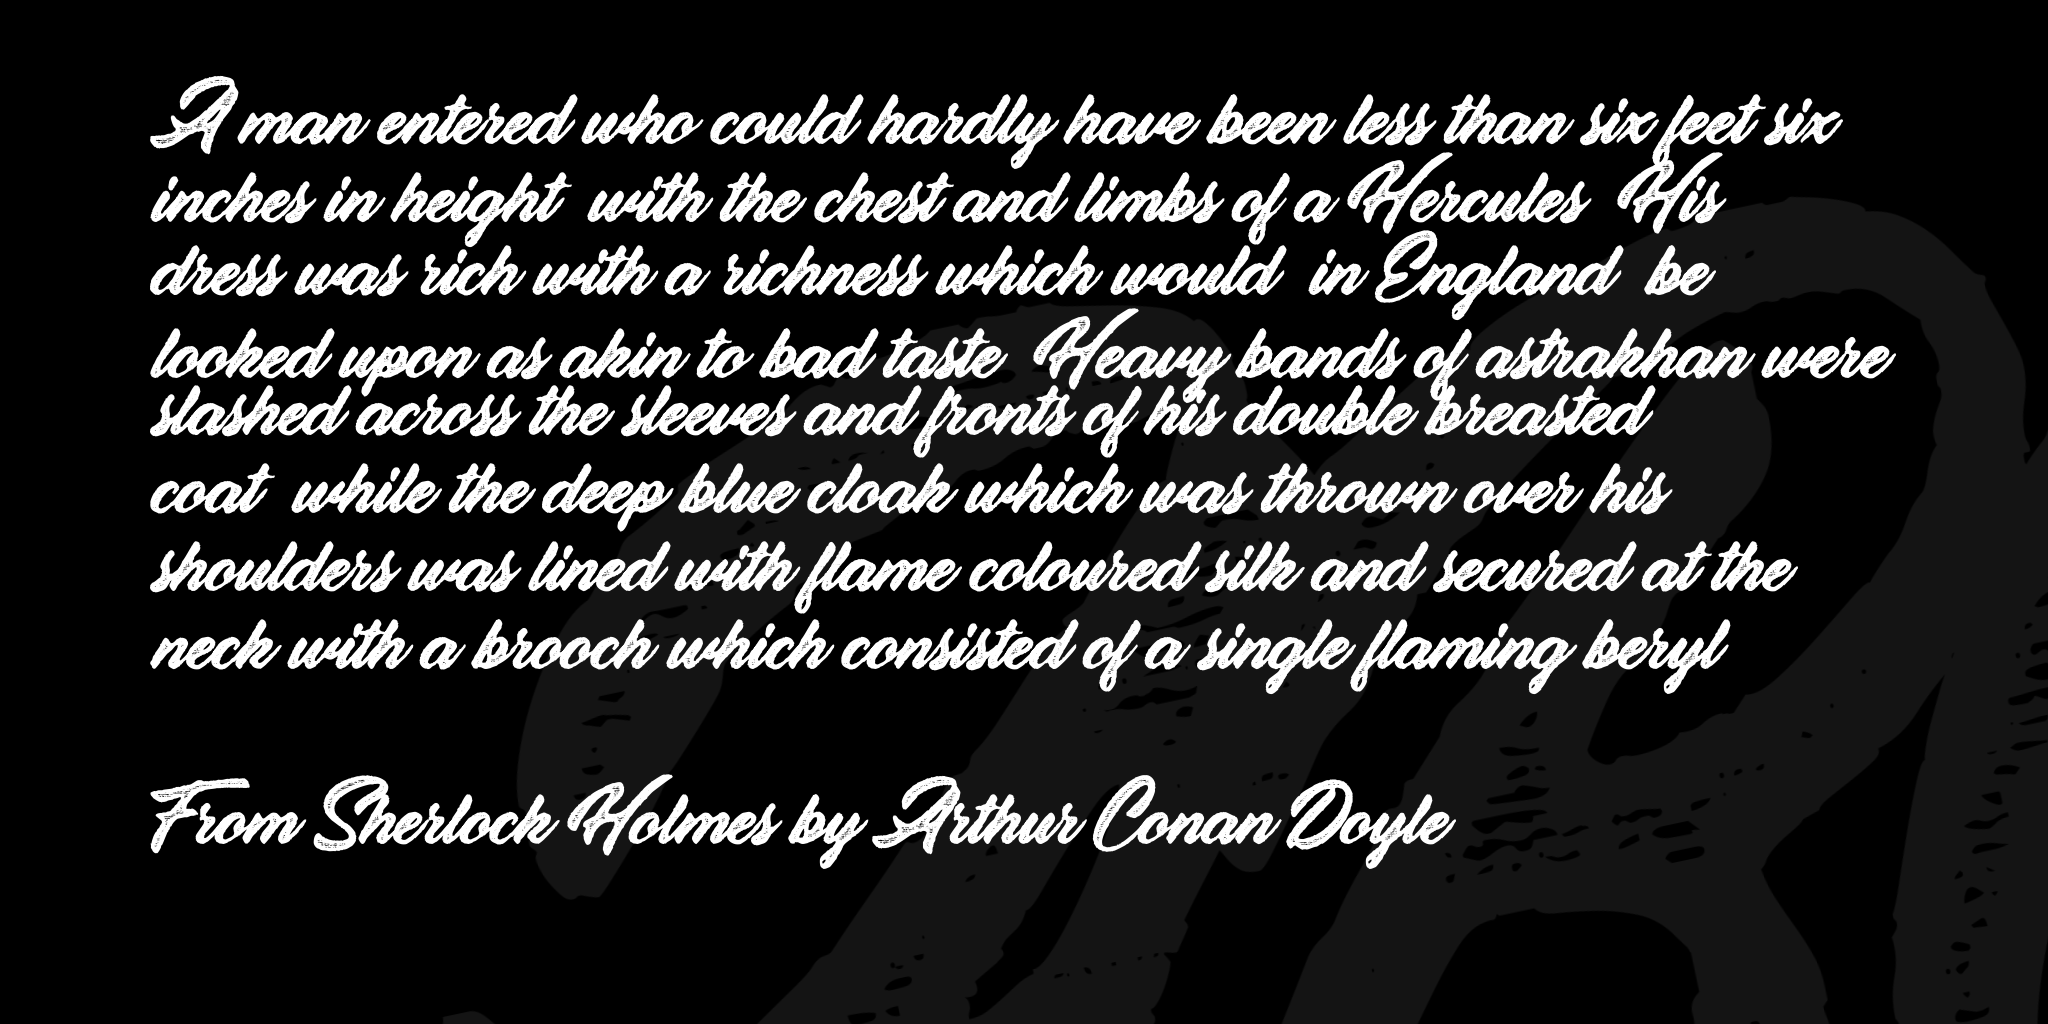 A man entered who could hardly have been less than six feet six
inches in height with the chest and limbs of a Hercules His
dress was rich with a richness which would in England be
looked upon as akin to bad taste Heavy bands of astrakhan were
slashed across the sleeves and fronts of his double breasted
coat while the deep blue cloak which was thrown over his
shoulders was lined with flame coloured silk and secured at the
neck with a brooch which consisted of a single flaming beryl
From Sherlock Holmes by Arthur Conan Doyle